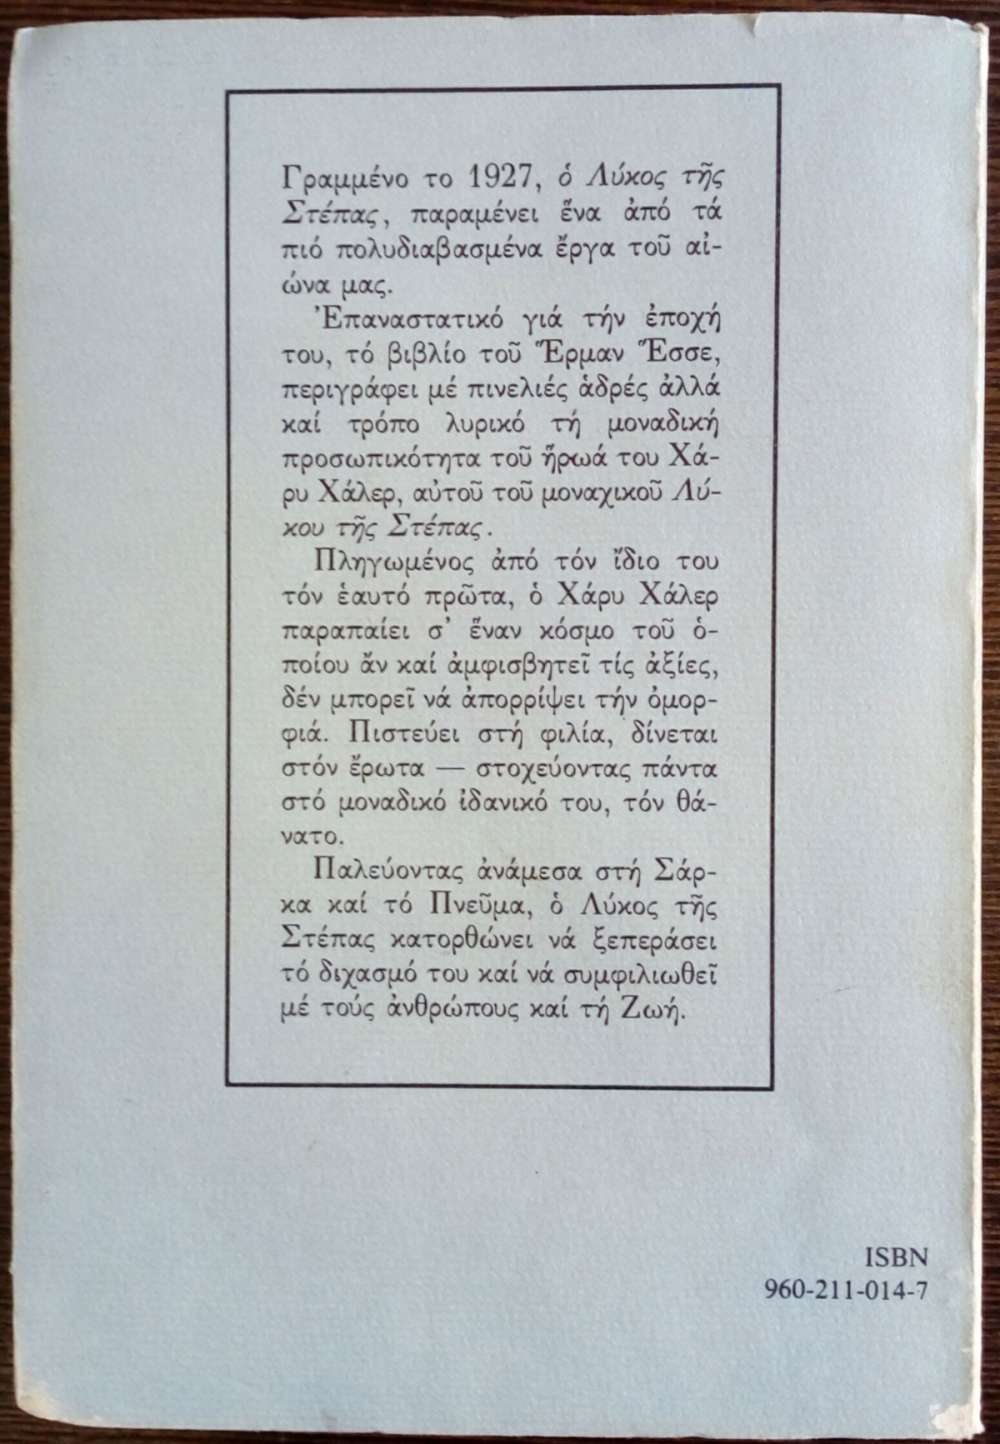 Γραμμένο το 1927, ὁ Λύκος τῆς
Στέπας, παραμένει ἕνα ἀπό τά
πιό πολυδιαβασμένα ἔργα τοῦ αἰ-
ώνα μας.
Ἐπαναστατικό γιά τήν ἐποχή
του, τό βιβλίο τοῦ Ἕρμαν Ἕσσε,
περιγράφει μέ πινελιές ἁδρές ἀλλά
καί τρόπο λυρικό τή μοναδική
προσωπικότητα τοῦ ἥρωά του Χά-
ρυ Χάλερ, αὐτοῦ τοῦ μοναχικοῦ Λύ-
κου τῆς Στέπας.
Πληγωμένος ἀπό τόν ἴδιο του
τόν ἑαυτό πρῶτα, ὁ Χάρυ Χάλερ
παραπαίει σ' ἕναν κόσμο τοῦ ὁ-
ποίου ἄν καί ἀμφισβητεῖ τίς ἀξίες,
δέν μπορεῖ νά ἀπορρίψει τήν ὀμορ-
φιά. Πιστεύει στή φιλία, δίνεται
στόν ἔρωτα — στοχεύοντας πάντα
στό μοναδικό ἰδανικό του, τόν θά-
νατο.
Παλεύοντας ἀνάμεσα στή Σάρ-
κα καί τό Πνεῦμα, ὁ Λύκος τῆς
Στέπας κατορθώνει νά ξεπεράσει
τό διχασμό του καί νά συμφιλιωθεῖ
μέ τούς ἀνθρώπους καί τή Ζωή.
ISBN
960-211-014-7